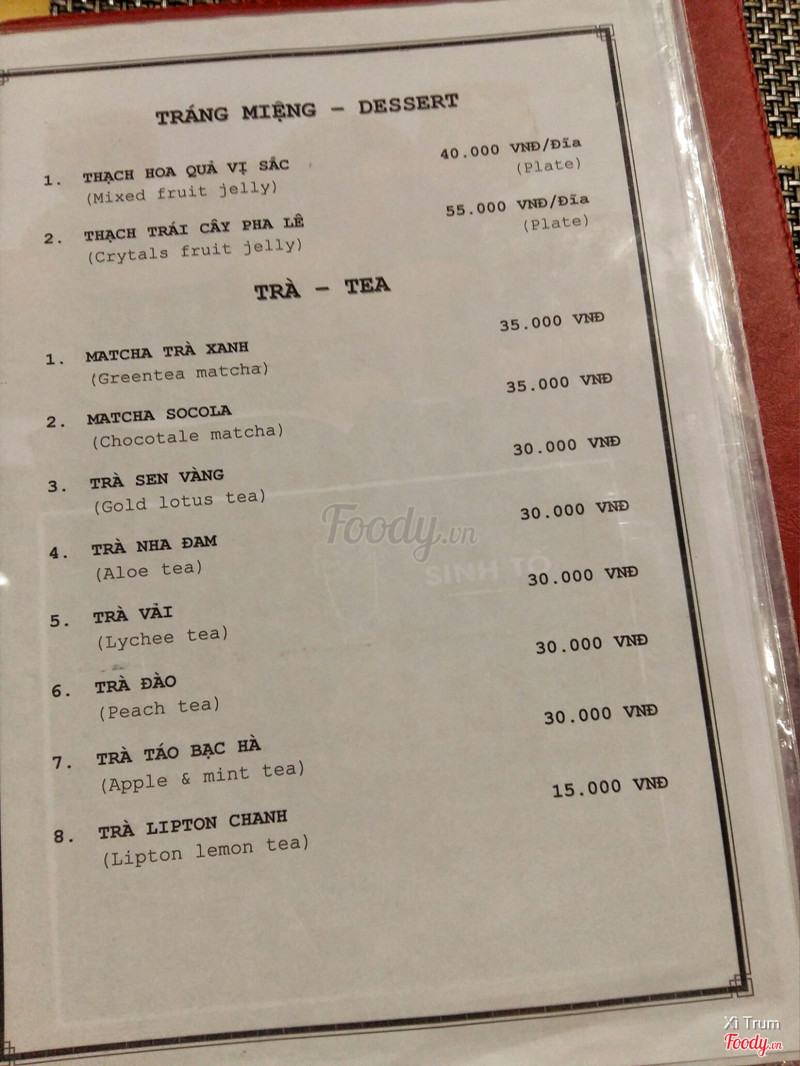 TRÁNG MIỆNG – DESSERT
1. THẠCH HOA QUẢ VỊ SẮC 40.000 VNĐ/Đĩa
(Mixed fruit jelly) (Plate)
2. THẠCH TRÁI CÂY PHA LÊ 55.000 VNĐ/Đĩa
(Crytals fruit jelly) (Plate)
TRÀ – TEA
1. MATCHA TRÀ XANH 35.000 VNĐ
(Greentea matcha)
2. MATCHA SOCOLA 35.000 VNĐ
(Chocotale matcha)
3. TRÀ SEN VÀNG 30.000 VNĐ
(Gold lotus tea)
4. TRÀ NHA ĐAM 30.000 VNĐ
(Aloe tea)
5. TRÀ VẢI 30.000 VNĐ
(Lychee tea)
6. TRÀ ĐÀO 30.000 VNĐ
(Peach tea)
7. TRÀ TÁO BẠC HÀ 30.000 VNĐ
(Apple & mint tea)
8. TRÀ LIPTON CHANH 15.000 VNĐ
(Lipton lemon tea)
Foody.vn
SINH TỐ
Xì Trum
Foody.vn